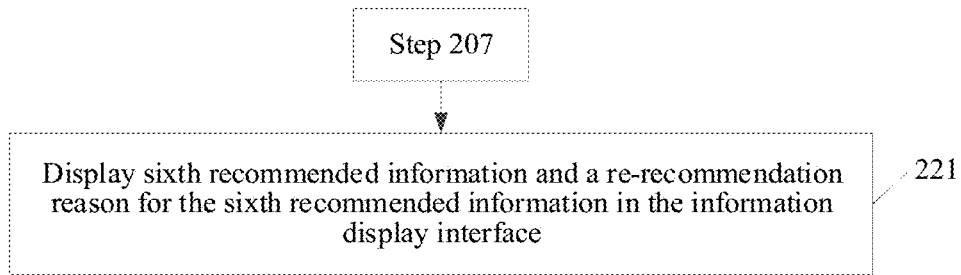 Step 207
Display sixth recommended information and a re-recommendation
reason for the sixth recommended information in the information
display interface
221